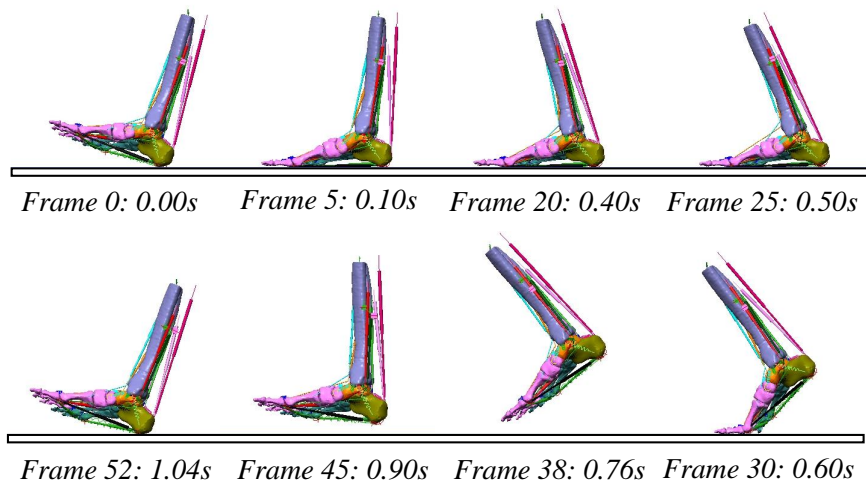 Frame 0: 0.00s
Frame 5: 0.10s
Frame 20: 0.40s
Frame 25: 0.50s
Frame 52: 1.04s
Frame 45: 0.90s
Frame 38: 0.76s
Frame 30: 0.60s